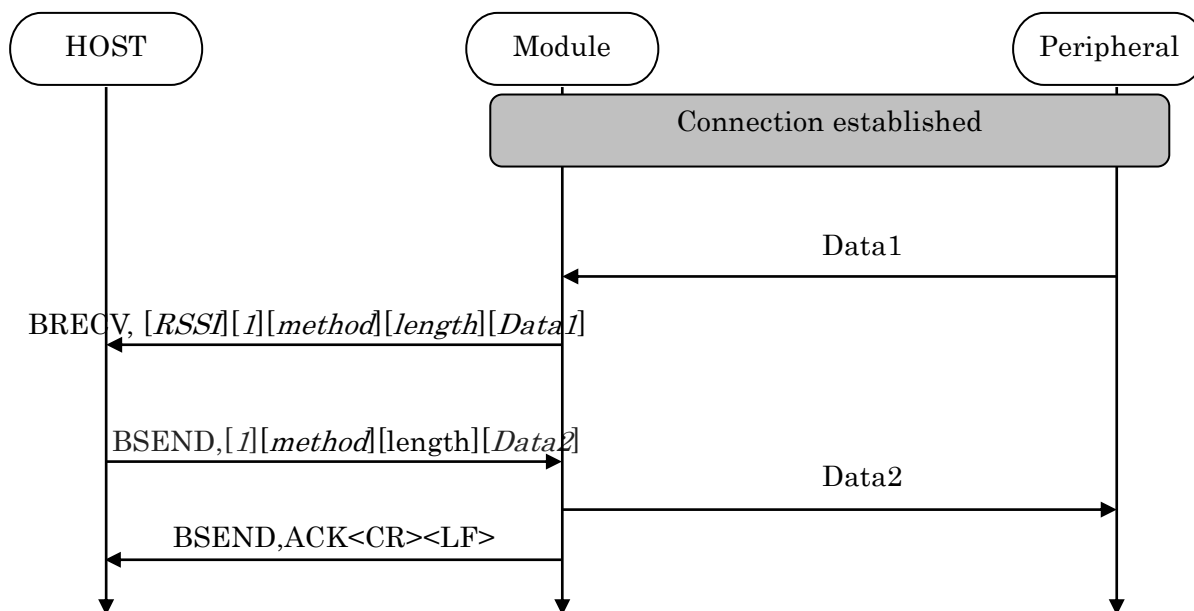 HOST
Module
Peripheral
Connection established
Data1
BRECV, [RSSI][1][method][length][Data1]
BSEND,[1][method][length][Data2]
Data2
BSEND,ACK<CR><LF>